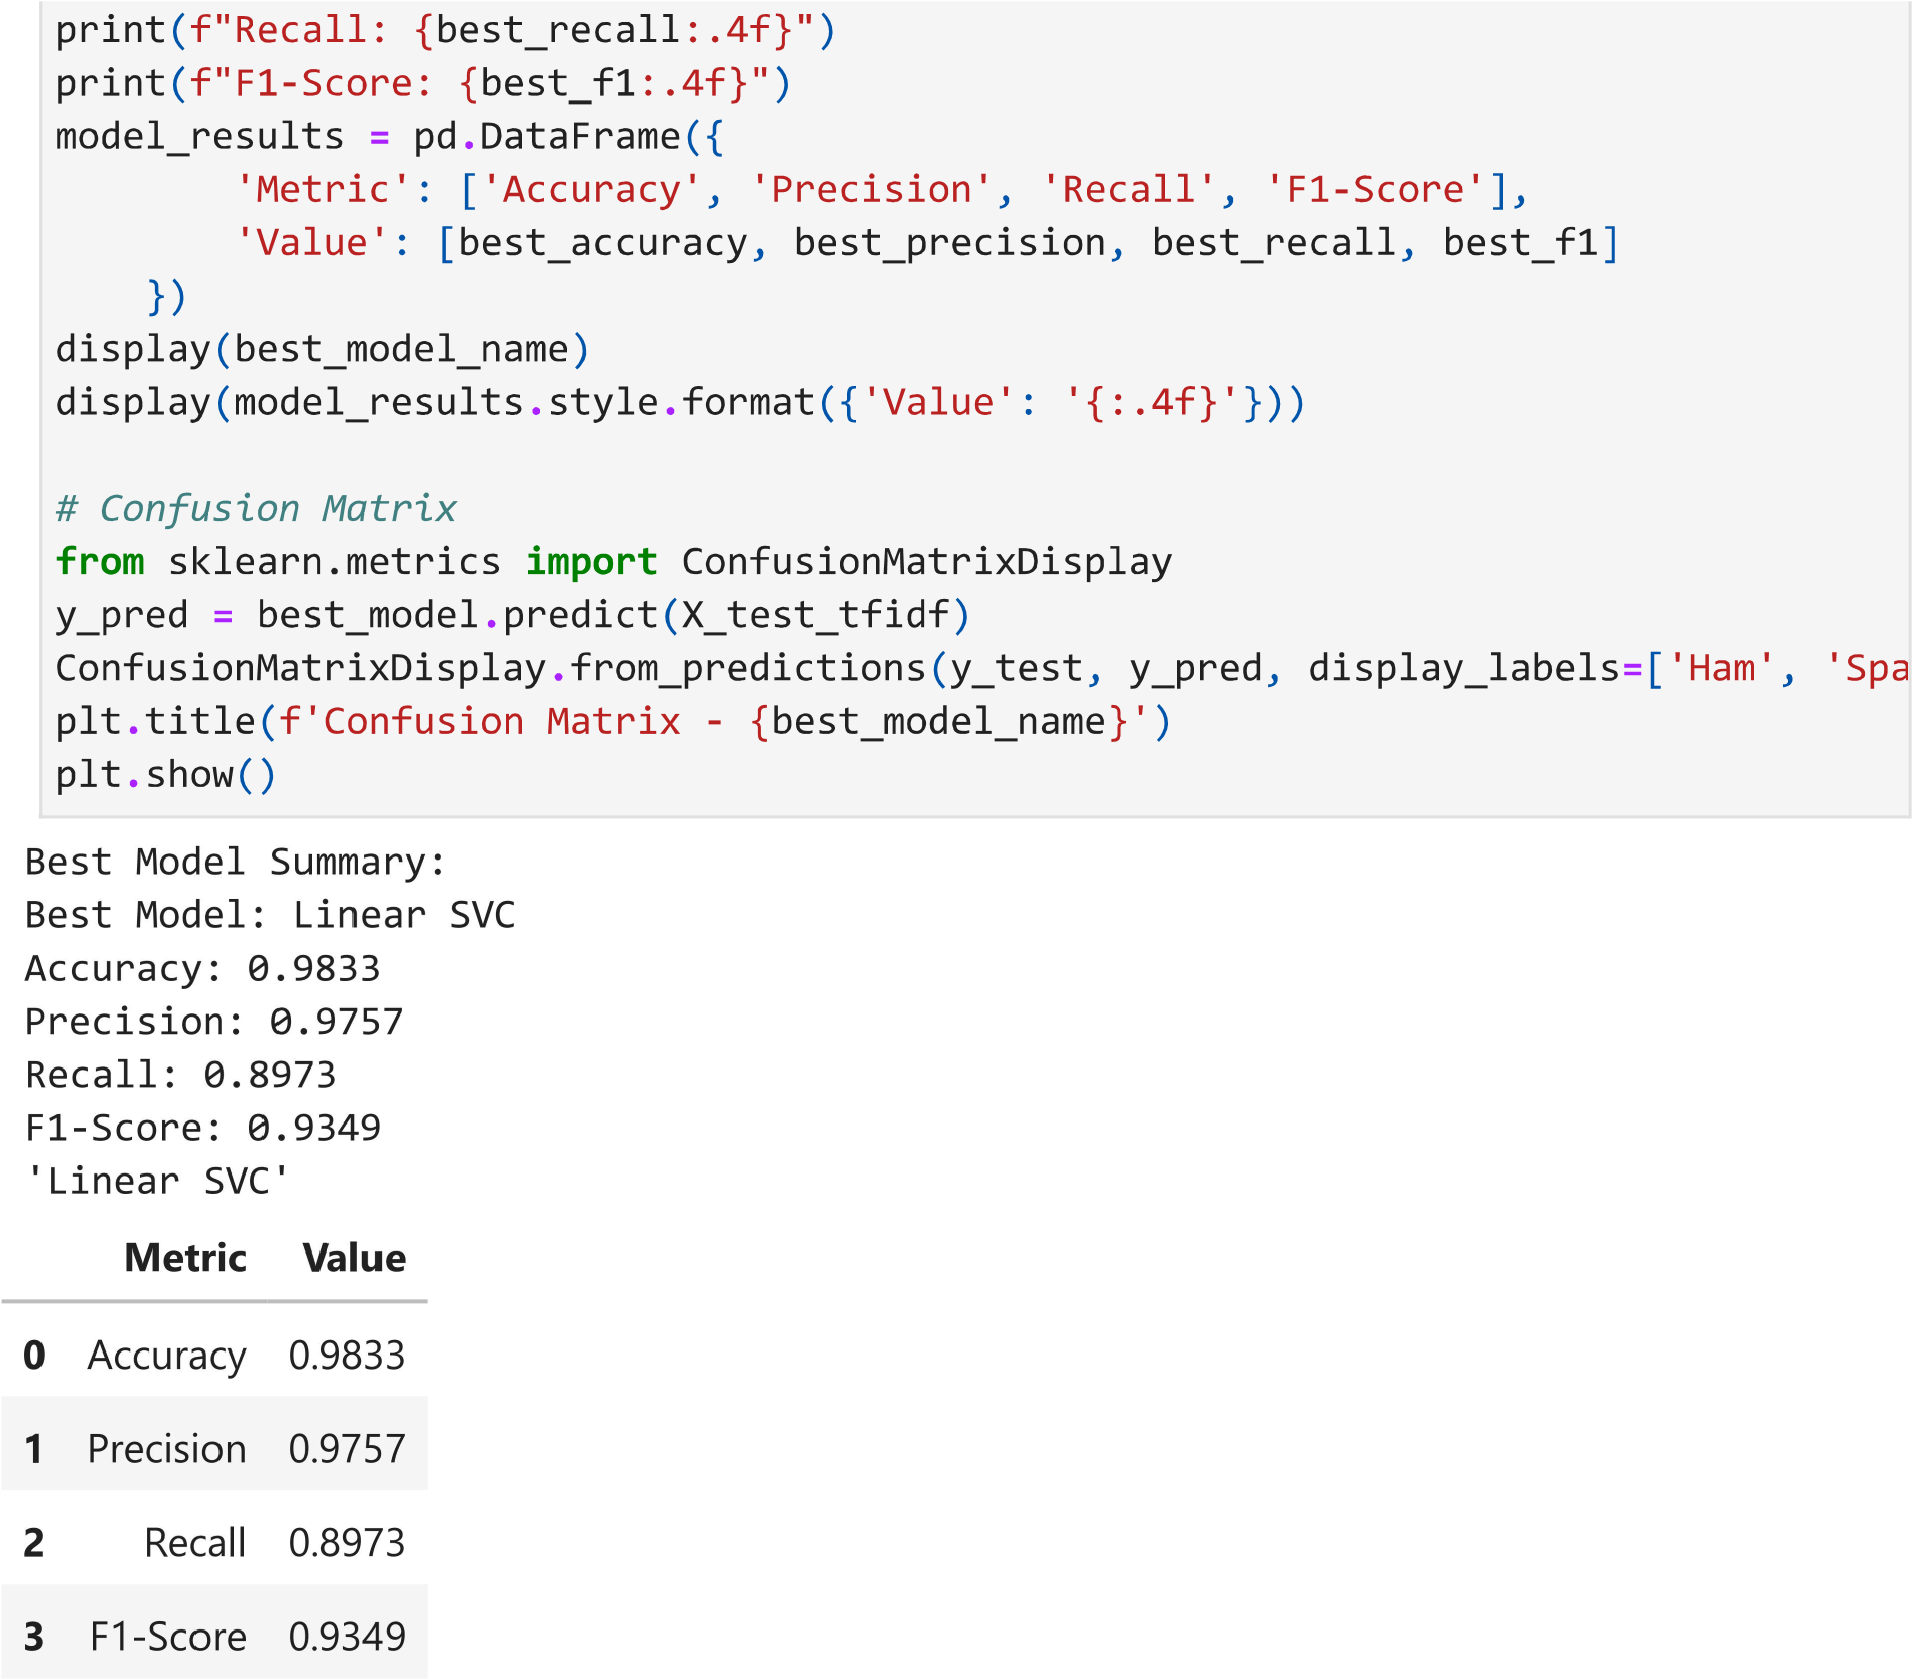 print(f"Recall: {best_recall:.4f}")
print(f"F1-Score: {best_f1:.4f}")
model_results = pd.DataFrame({
        'Metric': ['Accuracy', 'Precision', 'Recall', 'F1-Score'],
        'Value': [best_accuracy, best_precision, best_recall, best_f1]
    })
display(best_model_name)
display(model_results.style.format({'Value': '{:.4f}'}))
# Confusion Matrix
from sklearn.metrics import ConfusionMatrixDisplay
y_pred = best_model.predict(X_test_tfidf)
ConfusionMatrixDisplay.from_predictions(y_test, y_pred, display_labels=['Ham', 'Spa
plt.title(f'Confusion Matrix - {best_model_name}')
plt.show()
Best Model Summary:
Best Model: Linear SVC
Accuracy: 0.9833
Precision: 0.9757
Recall: 0.8973
F1-Score: 0.9349
'Linear SVC'
Metric Value
0 Accuracy 0.9833
1 Precision 0.9757
2 Recall 0.8973
3 F1-Score 0.9349